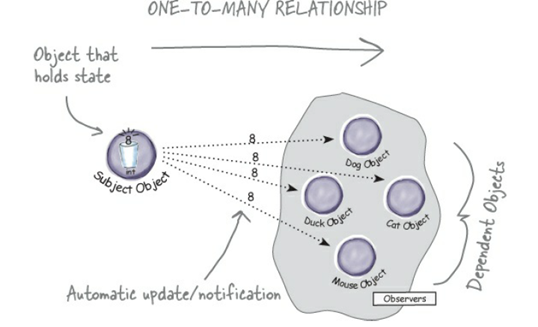 ONE-TO-MANY RELATIONSHIP
Object that
holds state
8
int
Subject Object
8
8
8
8
Dog Object
Duck Object
Cat Object
Mouse Object
Observers
Automatic update/notification
Dependent Objects